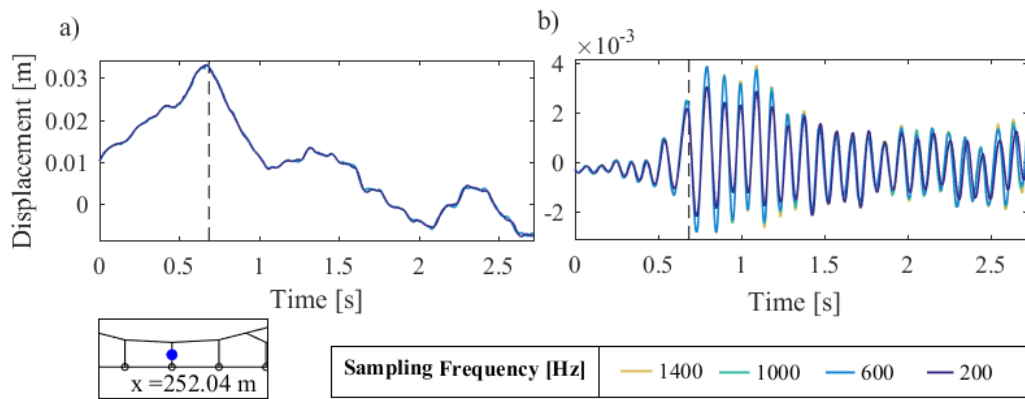 a)
b)
×10⁻³
Displacement [m]
0.03
0.02
0.01
0
0 0.5 1 1.5 2 2.5
Time [s]
4
2
0
-2
0 0.5 1 1.5 2 2.5
Time [s]
x =252.04 m
Sampling Frequency [Hz] 1400 1000 600 200